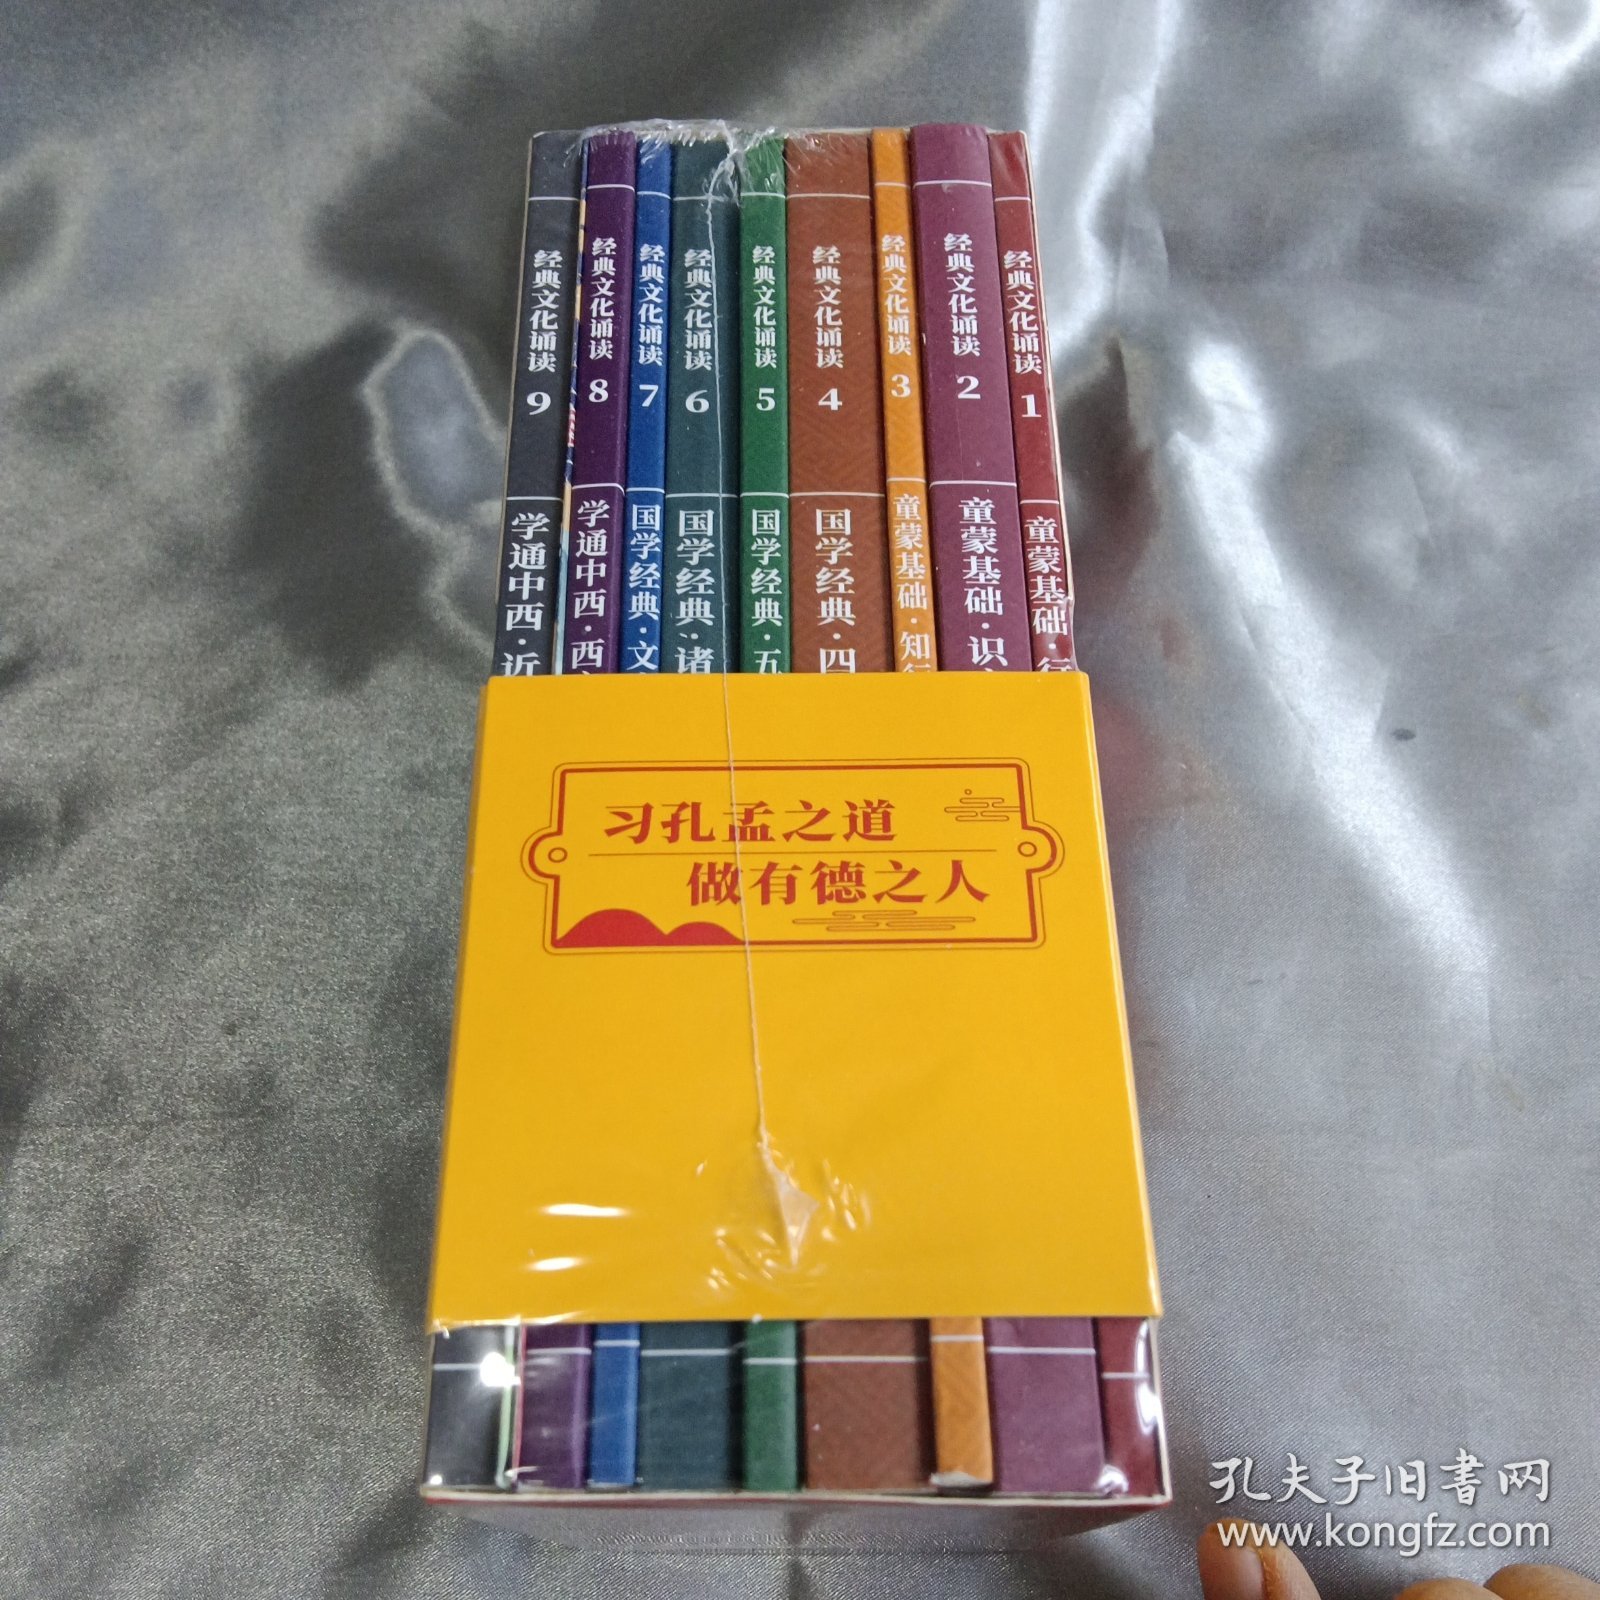 经典文化诵读 9 学通中西·近
经典文化诵读 8 学通中西·西
经典文化诵读 7 国学经典·文
经典文化诵读 6 国学经典·诸
经典文化诵读 5 国学经典·五
经典文化诵读 4 国学经典·四
经典文化诵读 3 童蒙基础·知行
经典文化诵读 2 童蒙基础·识
经典文化诵读 1 童蒙基础·行
习孔孟之道
做有德之人
孔夫子旧书网
www.kongfz.com